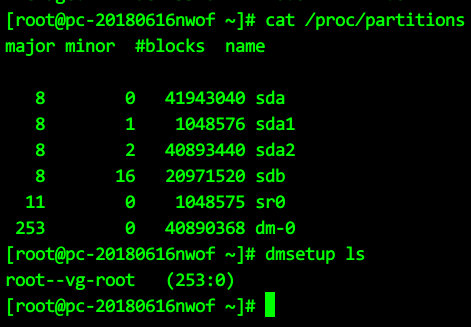 [root@pc-20180616nwof ~]# cat /proc/partitions
major minor  #blocks  name

   8        0   41943040 sda
   8        1    1048576 sda1
   8        2   40893440 sda2
   8       16   20971520 sdb
  11        0    1048575 sr0
 253        0   40890368 dm-0
[root@pc-20180616nwof ~]# dmsetup ls
root--vg-root   (253:0)
[root@pc-20180616nwof ~]#